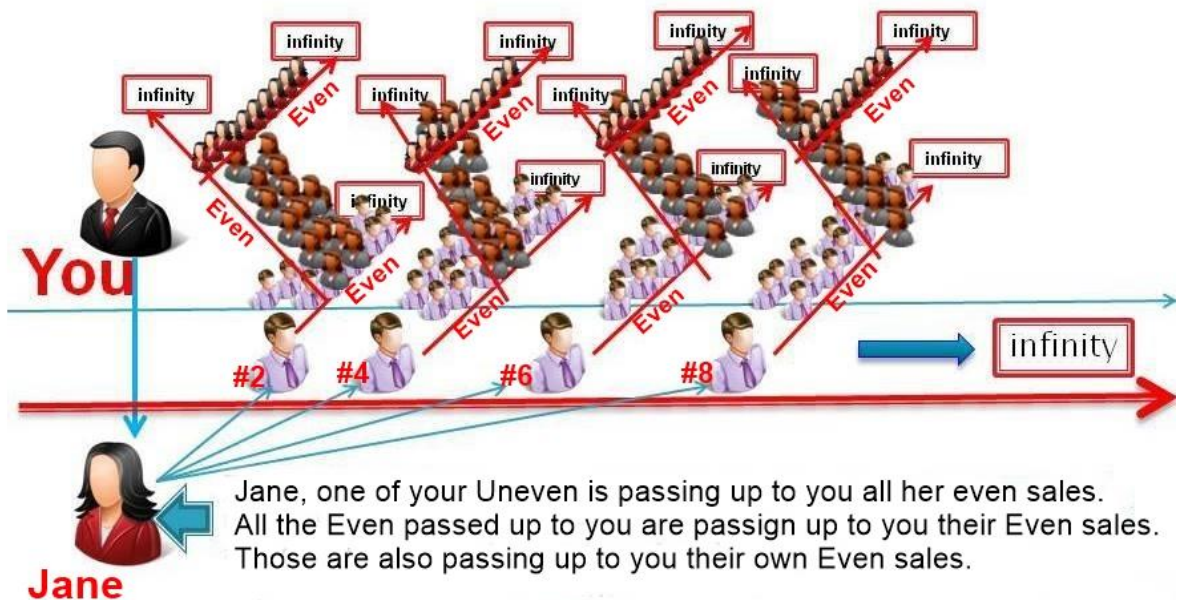 infinity
infinity
infinity
infinity
infinity
infinity
infinity
infinity
Even
Even
Even
Even
infinity
infinity
infinity
infinity
Even
Even
Even
Even
Even
You
infinity
#2
#4
#6
#8
Jane, one of your Uneven is passing up to you all her even sales.
All the Even passed up to you are passign up to you their Even sales.
Those are also passing up to you their own Even sales.
Jane